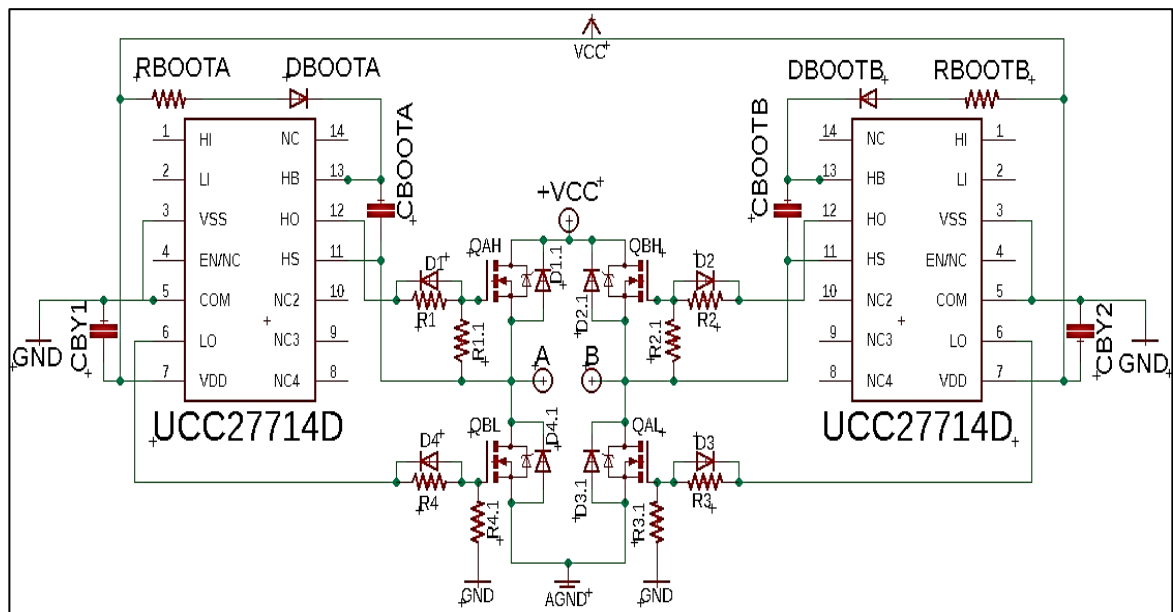 VCC
RBOOTA DBOOTA
DBOOTB RBOOTB
CBOOTA
CBOOTB
1 HI NC 14
2 LI HB 13
3 VSS HO 12
4 EN/NC HS 11
5 COM NC2 10
6 LO NC3 9
7 VDD NC4 8
UCC27714D
14 NC HI 1
13 HB LI 2
12 HO VSS 3
11 HS EN/NC 4
10 NC2 COM 5
9 NC3 LO 6
8 NC4 VDD 7
UCC27714D
GND
CBY1
CBY2
GND
+VCC
QAH
D1.1
QBH
D2.1
D1
R1
R1.1
D2
R2
R2.1
A
B
QBL
D4.1
QAL
D3.1
D4
R4
R4.1
D3
R3
R3.1
GND
AGND
GND